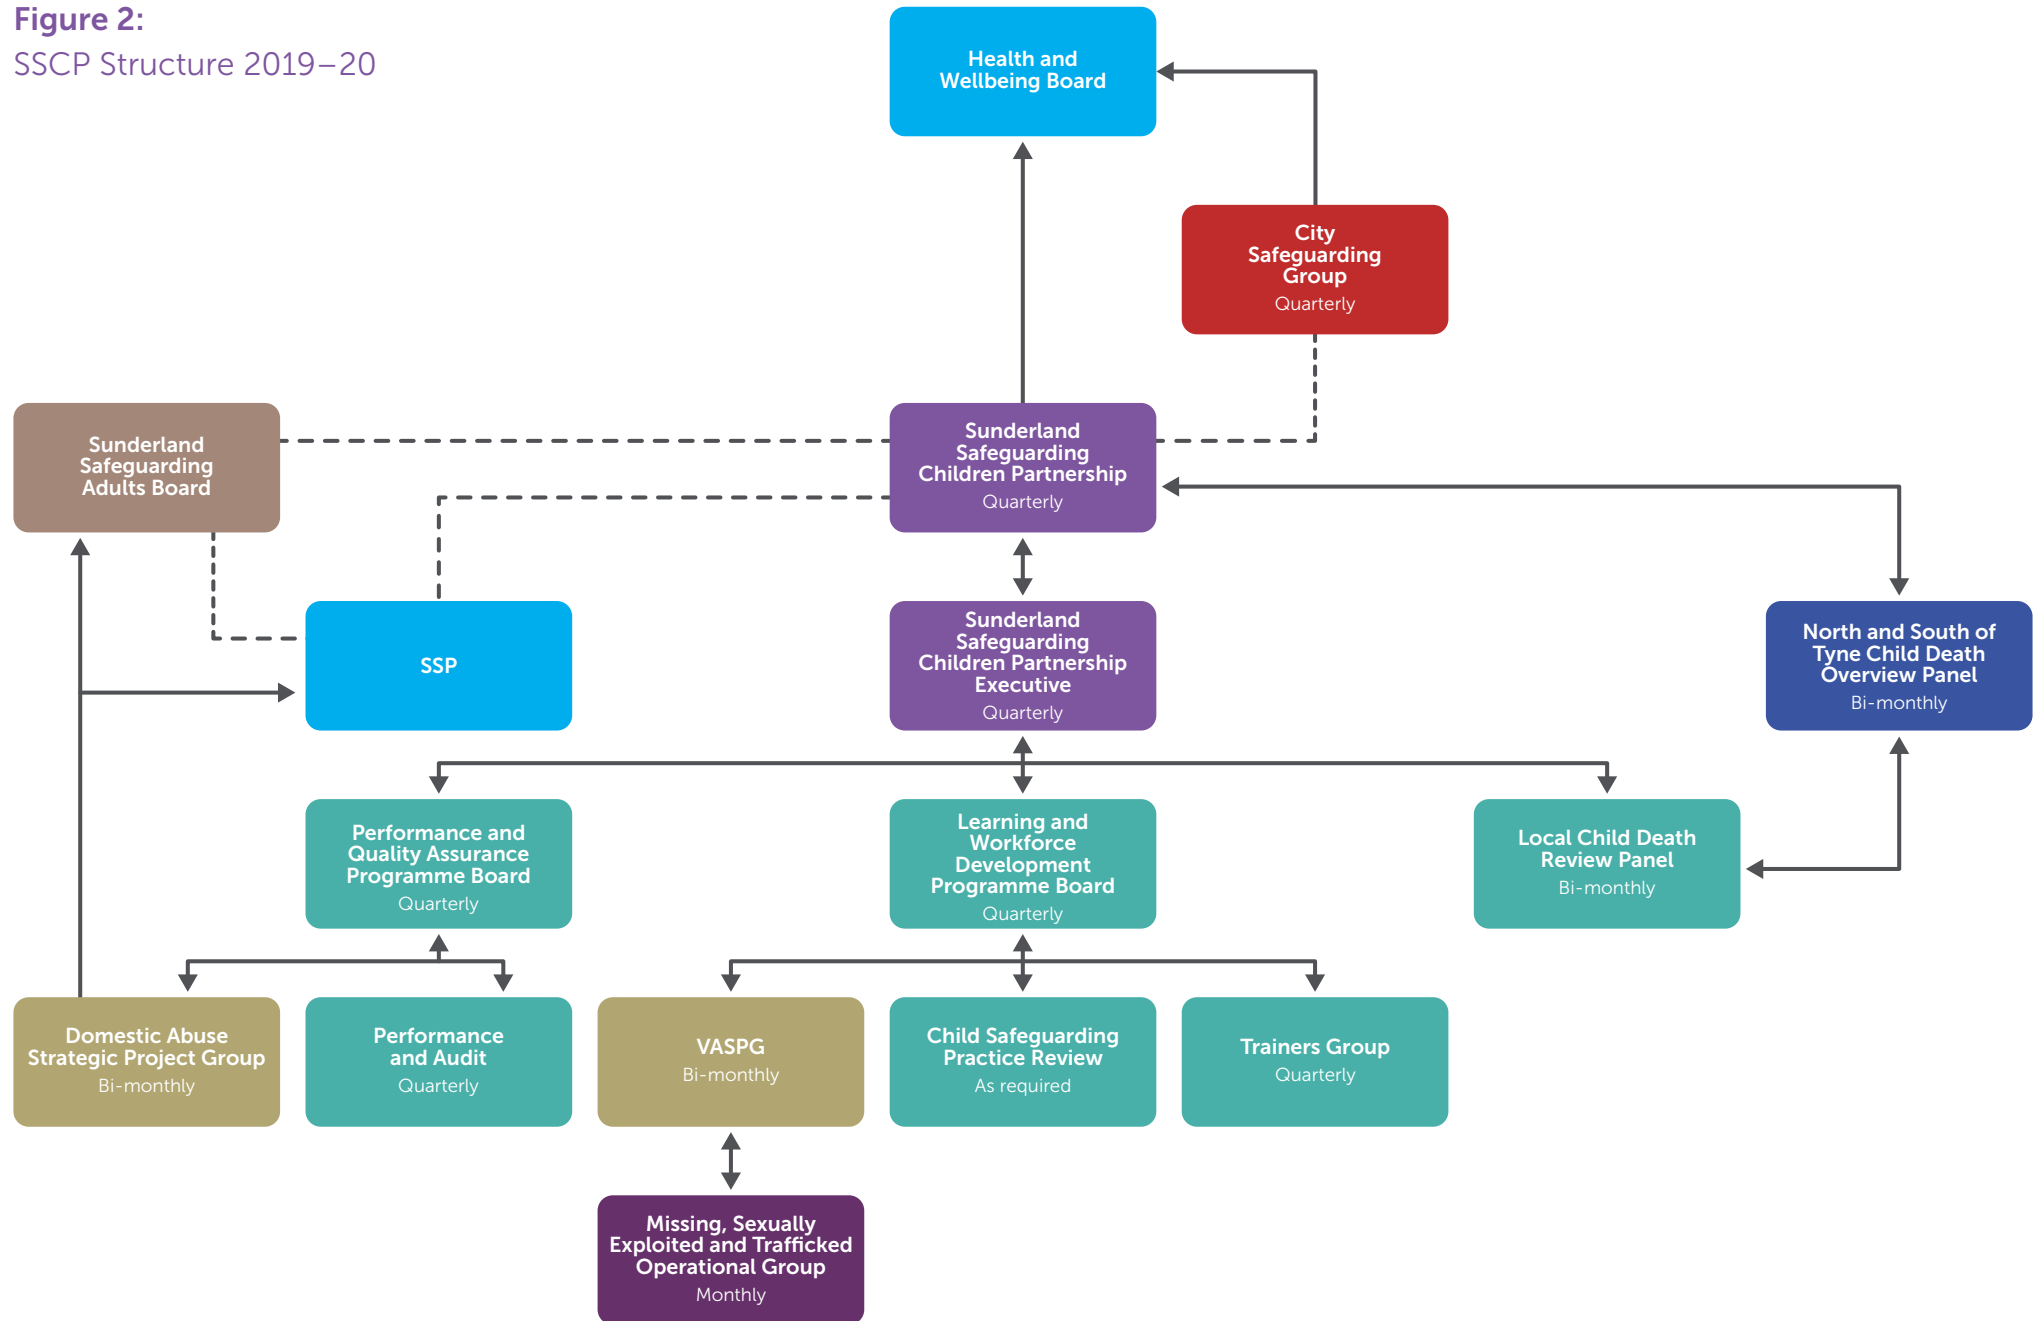 Figure 2:
SSCP Structure 2019–20
Health and
Wellbeing Board
City
Safeguarding
Group
Quarterly
Sunderland
Safeguarding
Adults Board
Sunderland
Safeguarding
Children Partnership
Quarterly
SSP
Sunderland
Safeguarding
Children Partnership
Executive
Quarterly
North and South of
Tyne Child Death
Overview Panel
Bi-monthly
Performance and
Quality Assurance
Programme Board
Quarterly
Learning and
Workforce
Development
Programme Board
Quarterly
Local Child Death
Review Panel
Bi-monthly
Domestic Abuse
Strategic Project Group
Bi-monthly
Performance
and Audit
Quarterly
VASPG
Bi-monthly
Child Safeguarding
Practice Review
As required
Trainers Group
Quarterly
Missing, Sexually
Exploited and Trafficked
Operational Group
Monthly